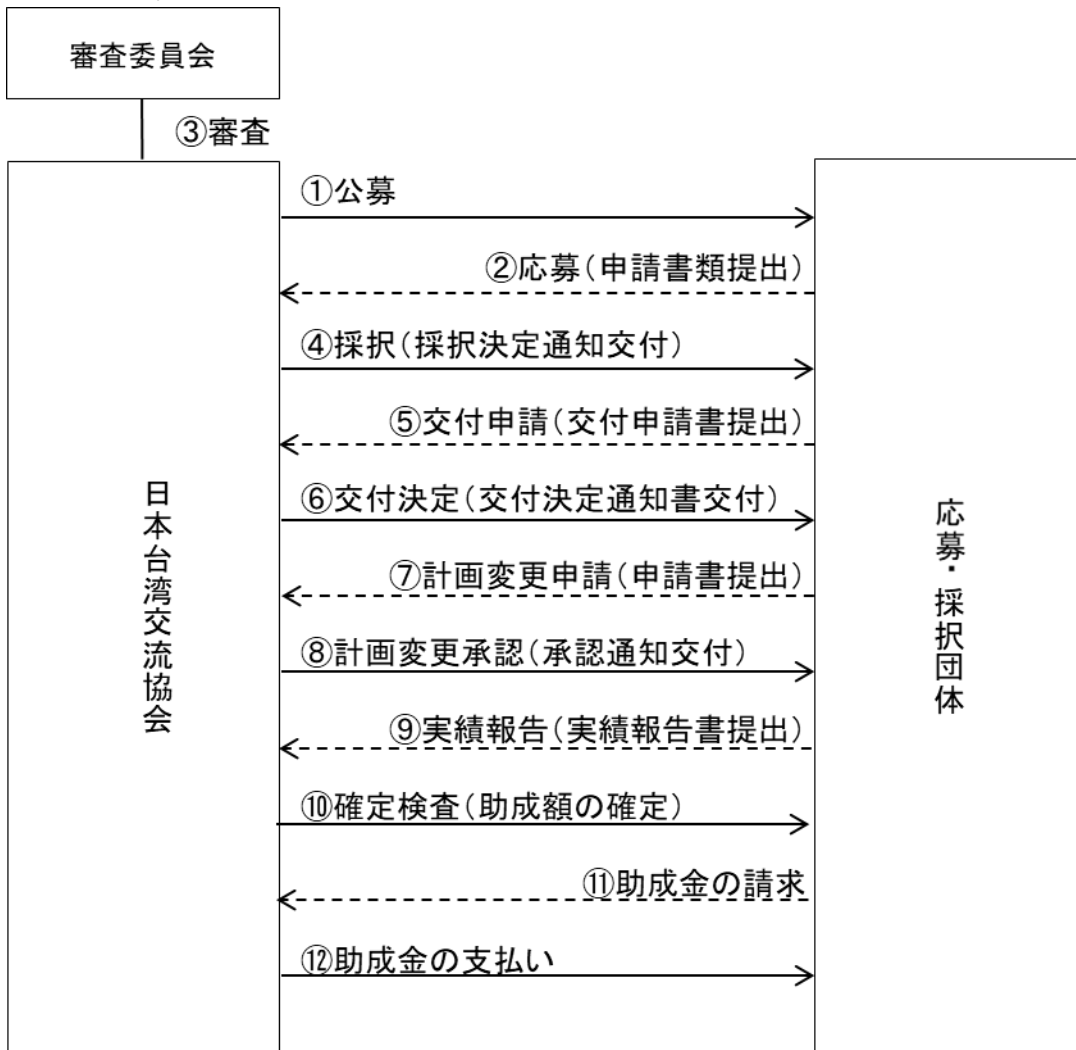 審査委員会
③審査
①公募
②応募(申請書類提出)
④採択(採択決定通知交付)
⑤交付申請(交付申請書提出)
⑥交付決定(交付決定通知書交付)
⑦計画変更申請(申請書提出)
⑧計画変更承認(承認通知交付)
⑨実績報告(実績報告書提出)
⑩確定検査(助成額の確定)
⑪助成金の請求
⑫助成金の支払い
日本台湾交流協会
応募・採択団体